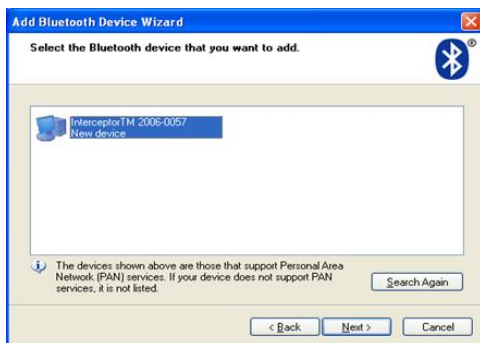 Add Bluetooth Device Wizard
Select the Bluetooth device that you want to add.
®
InterceptorTM 2006-0057
New device
The devices shown above are those that support Personal Area
Network (PAN) services. If your device does not support PAN
services, it is not listed.
Search Again
< Back
Next >
Cancel